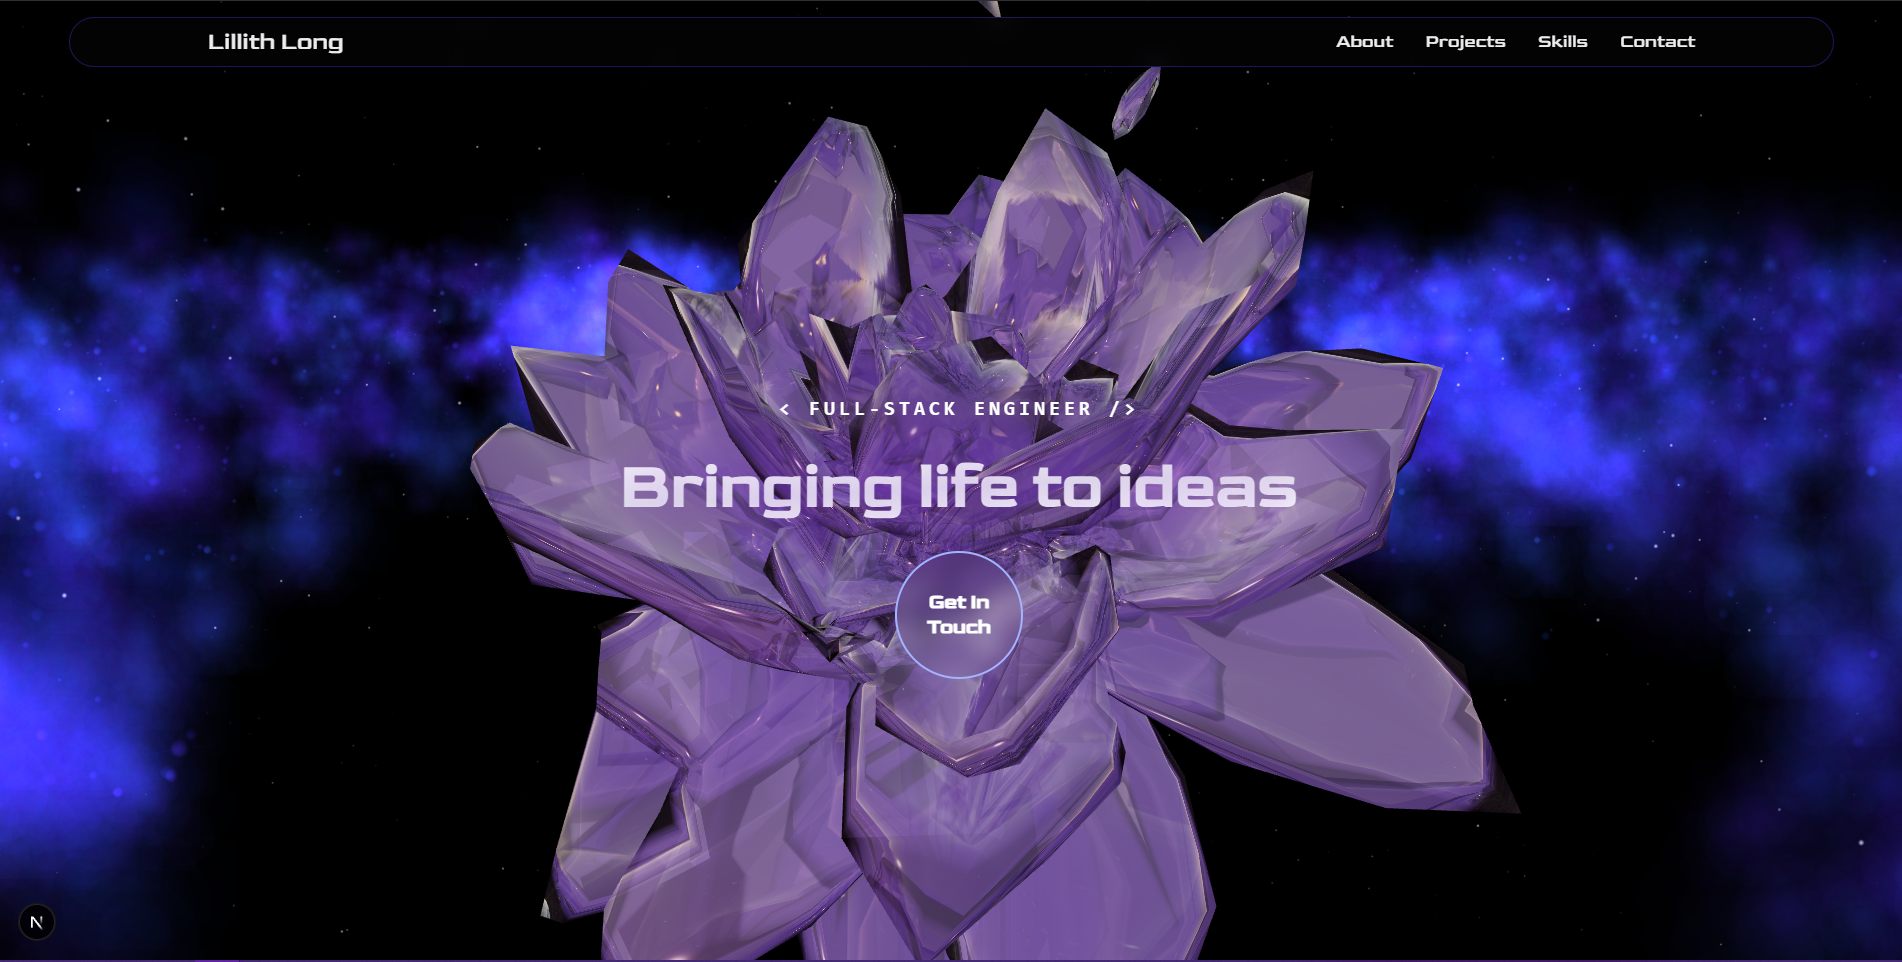 Lillith Long
About Projects Skills Contact
< FULL-STACK ENGINEER />
Bringing life to ideas
Get In
Touch
N